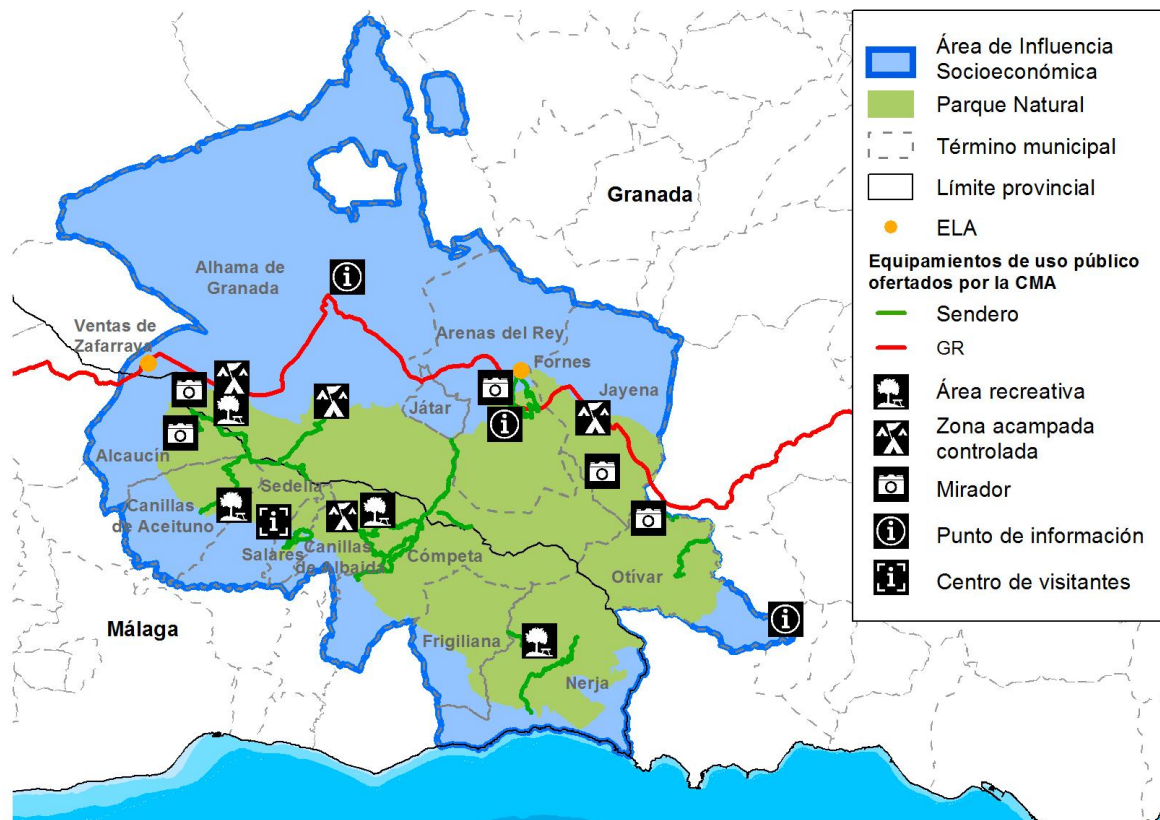 Granada
Alhama de
Granada
Ventas de
Zafarraya
Arenas del Rey
Fornes
Jayena
Játar
Alcaucín
Sedella
Canillas
de Aceituno
Salares
Canillas
de Albaida
Cómpeta
Otívar
Málaga
Frigiliana
Nerja
Área de Influencia
Socioeconómica
Parque Natural
Término municipal
Límite provincial
ELA
Equipamientos de uso público
ofertados por la CMA
Sendero
GR
Área recreativa
Zona acampada
controlada
Mirador
Punto de información
Centro de visitantes